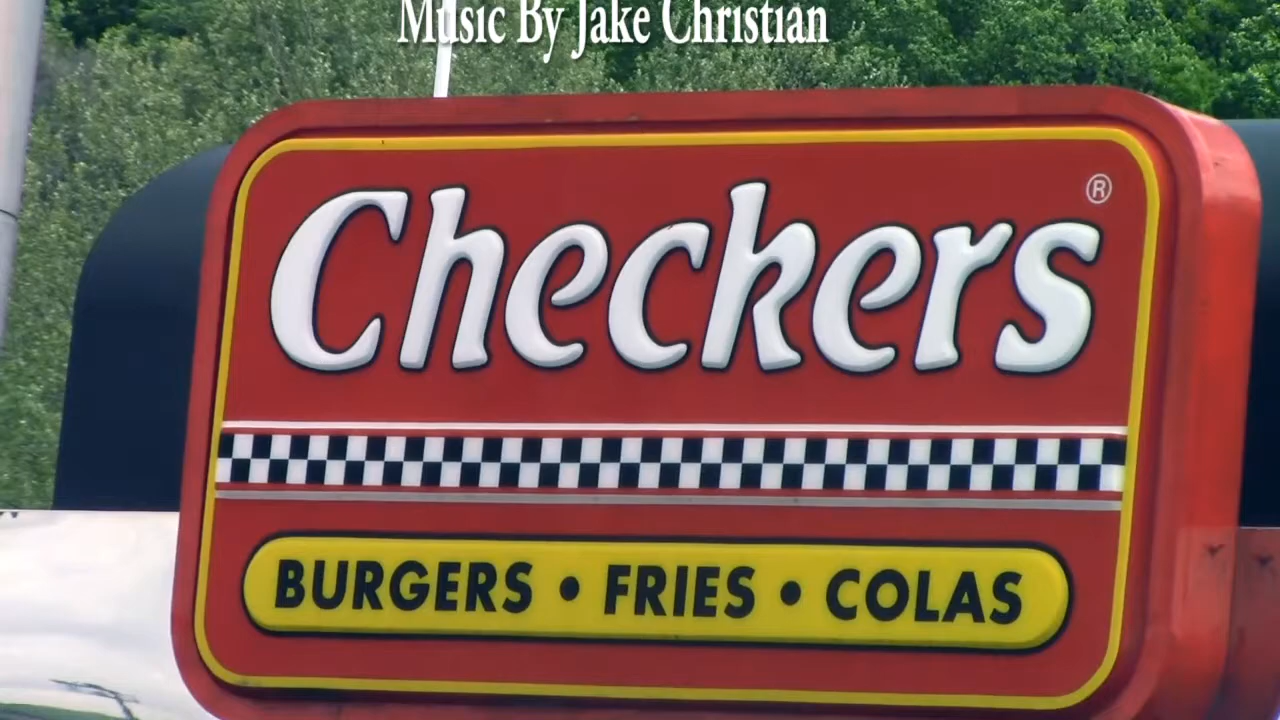 Music By Jake Christian
Checkers®
BURGERS • FRIES • COLAS